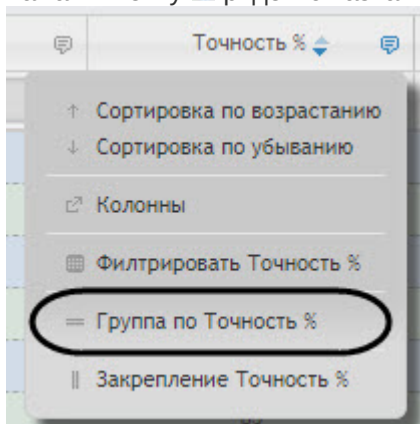 Точность %
Сортировка по возрастанию
Сортировка по убыванию
Колонны
Филтрировать Точность %
Группа по Точность %
Закрепление Точность %